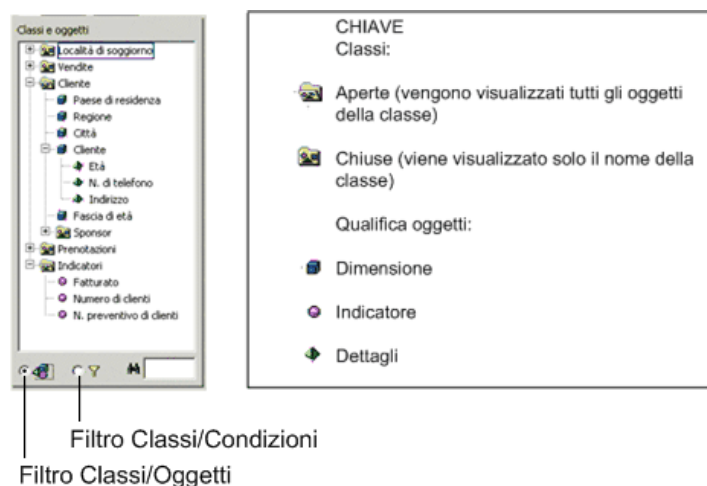 Classi e oggetti
Località di soggiorno
Vendite
Cliente
Paese di residenza
Regione
Città
Cliente
Età
N. di telefono
Indirizzo
Fascia di età
Sponsor
Prenotazioni
Indicatori
Fatturato
Numero di clienti
N. preventivo di clienti
Filtro Classi/Condizioni
Filtro Classi/Oggetti
CHIAVE
Classi:
Aperte (vengono visualizzati tutti gli oggetti
della classe)
Chiuse (viene visualizzato solo il nome della
classe)
Qualifica oggetti:
Dimensione
Indicatore
Dettagli